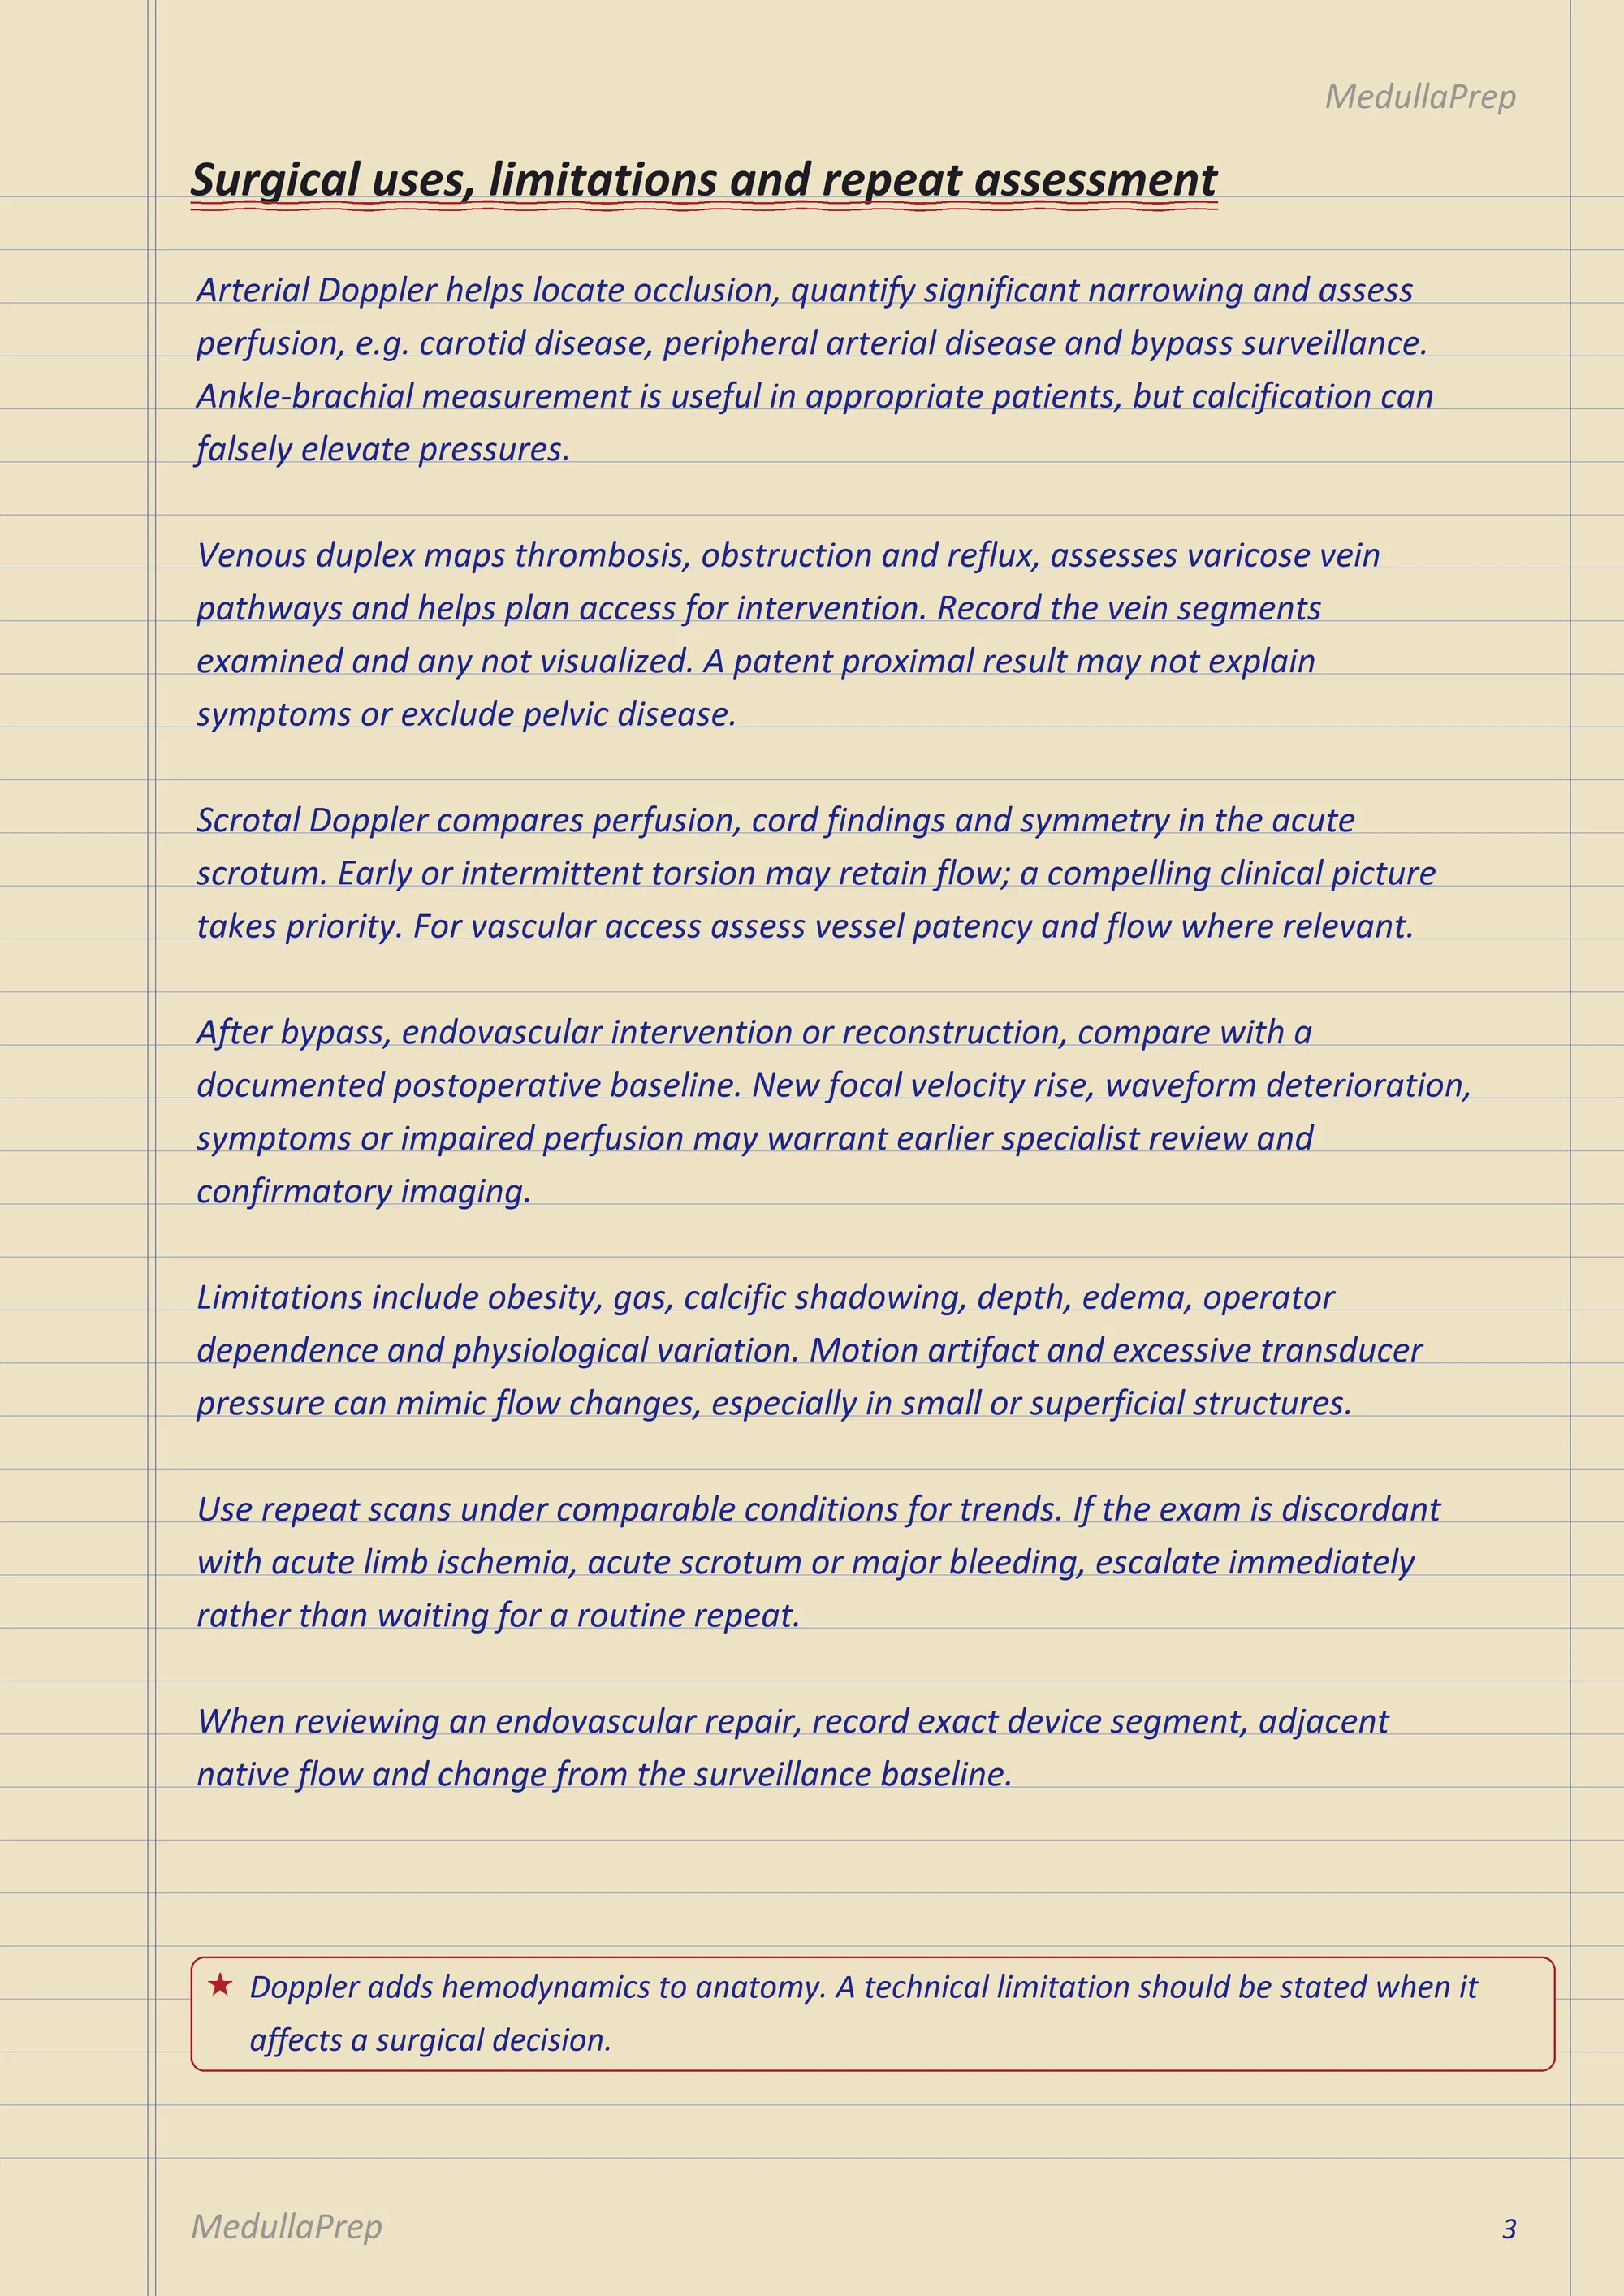 MedullaPrep
Surgical uses, limitations and repeat assessment
Arterial Doppler helps locate occlusion, quantify significant narrowing and assess
perfusion, e.g. carotid disease, peripheral arterial disease and bypass surveillance.
Ankle-brachial measurement is useful in appropriate patients, but calcification can
falsely elevate pressures.
Venous duplex maps thrombosis, obstruction and reflux, assesses varicose vein
pathways and helps plan access for intervention. Record the vein segments
examined and any not visualized. A patent proximal result may not explain
symptoms or exclude pelvic disease.
Scrotal Doppler compares perfusion, cord findings and symmetry in the acute
scrotum. Early or intermittent torsion may retain flow; a compelling clinical picture
takes priority. For vascular access assess vessel patency and flow where relevant.
After bypass, endovascular intervention or reconstruction, compare with a
documented postoperative baseline. New focal velocity rise, waveform deterioration,
symptoms or impaired perfusion may warrant earlier specialist review and
confirmatory imaging.
Limitations include obesity, gas, calcific shadowing, depth, edema, operator
dependence and physiological variation. Motion artifact and excessive transducer
pressure can mimic flow changes, especially in small or superficial structures.
Use repeat scans under comparable conditions for trends. If the exam is discordant
with acute limb ischemia, acute scrotum or major bleeding, escalate immediately
rather than waiting for a routine repeat.
When reviewing an endovascular repair, record exact device segment, adjacent
native flow and change from the surveillance baseline.
★ Doppler adds hemodynamics to anatomy. A technical limitation should be stated when it
affects a surgical decision.
MedullaPrep
3